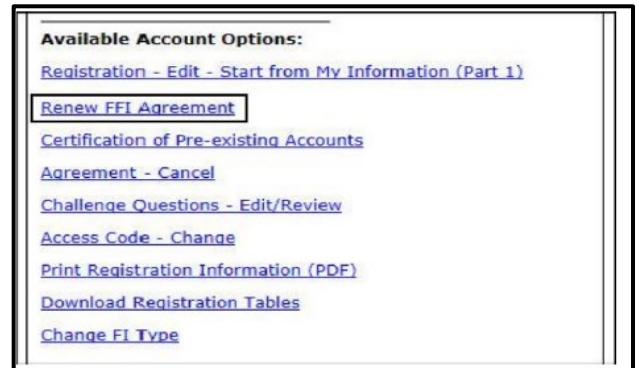 Available Account Options:
Registration - Edit - Start from My Information (Part 1)
Renew FFI Agreement
Certification of Pre-existing Accounts
Agreement - Cancel
Challenge Questions - Edit/Review
Access Code - Change
Print Registration Information (PDF)
Download Registration Tables
Change FI Type